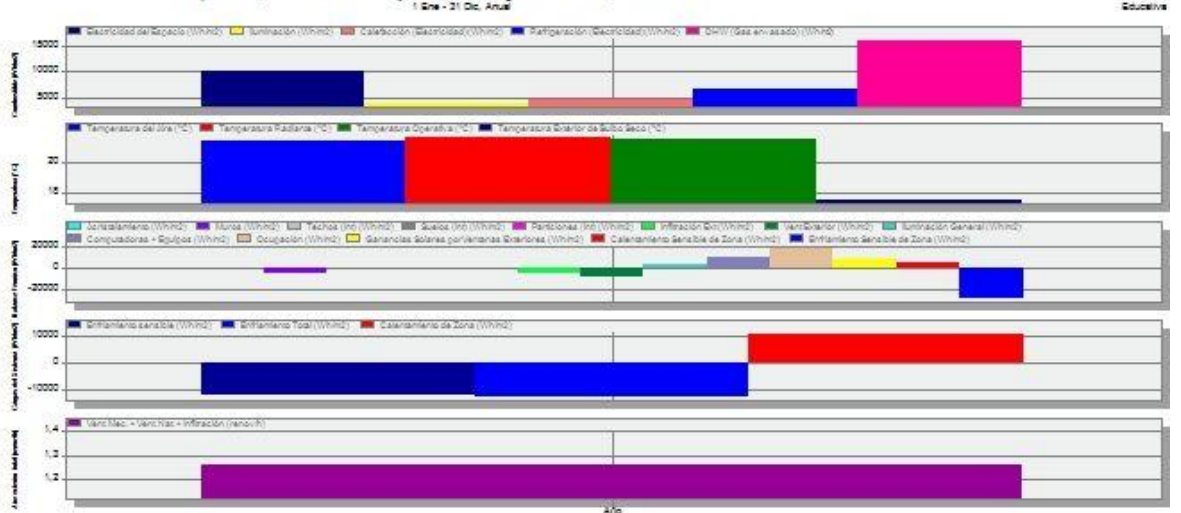 1 Ene - 31 Dic, Anual
Educativa
Electricidad del Espacio (Wh/m2) Iluminación (Wh/m2) Calefacción (Electricidad)(Wh/m2) Refrigeración (Electricidad)(Wh/m2) DHW (Gas envasado) (Wh/m2)
15000
10000
5000
Temperatura del Aire (°C) Temperatura Radiante (°C) Temperatura Operativa (°C) Temperatura Exterior de Bulbo Seco (°C)
20
15
Acristalamiento (Wh/m2) Muros (Wh/m2) Techos (Int) (Wh/m2) Suelos (Int) (Wh/m2) Particiones (Int) (Wh/m2) Infiltración Ext (Wh/m2) Vent Exterior (Wh/m2) Iluminación General (Wh/m2)
Computadoras + Equipos (Wh/m2) Ocupación (Wh/m2) Ganancias Solares por Ventanas Exteriores (Wh/m2) Calentamiento Sensible de Zona (Wh/m2) Enfriamiento Sensible de Zona (Wh/m2)
20000
0
-20000
Enfriamiento sensible (Wh/m2) Enfriamiento Total (Wh/m2) Calentamiento de Zona (Wh/m2)
10000
0
-10000
Vent Mec. + Vent Nat + Infiltración (renov/h)
1,4
1,3
1,2
Año